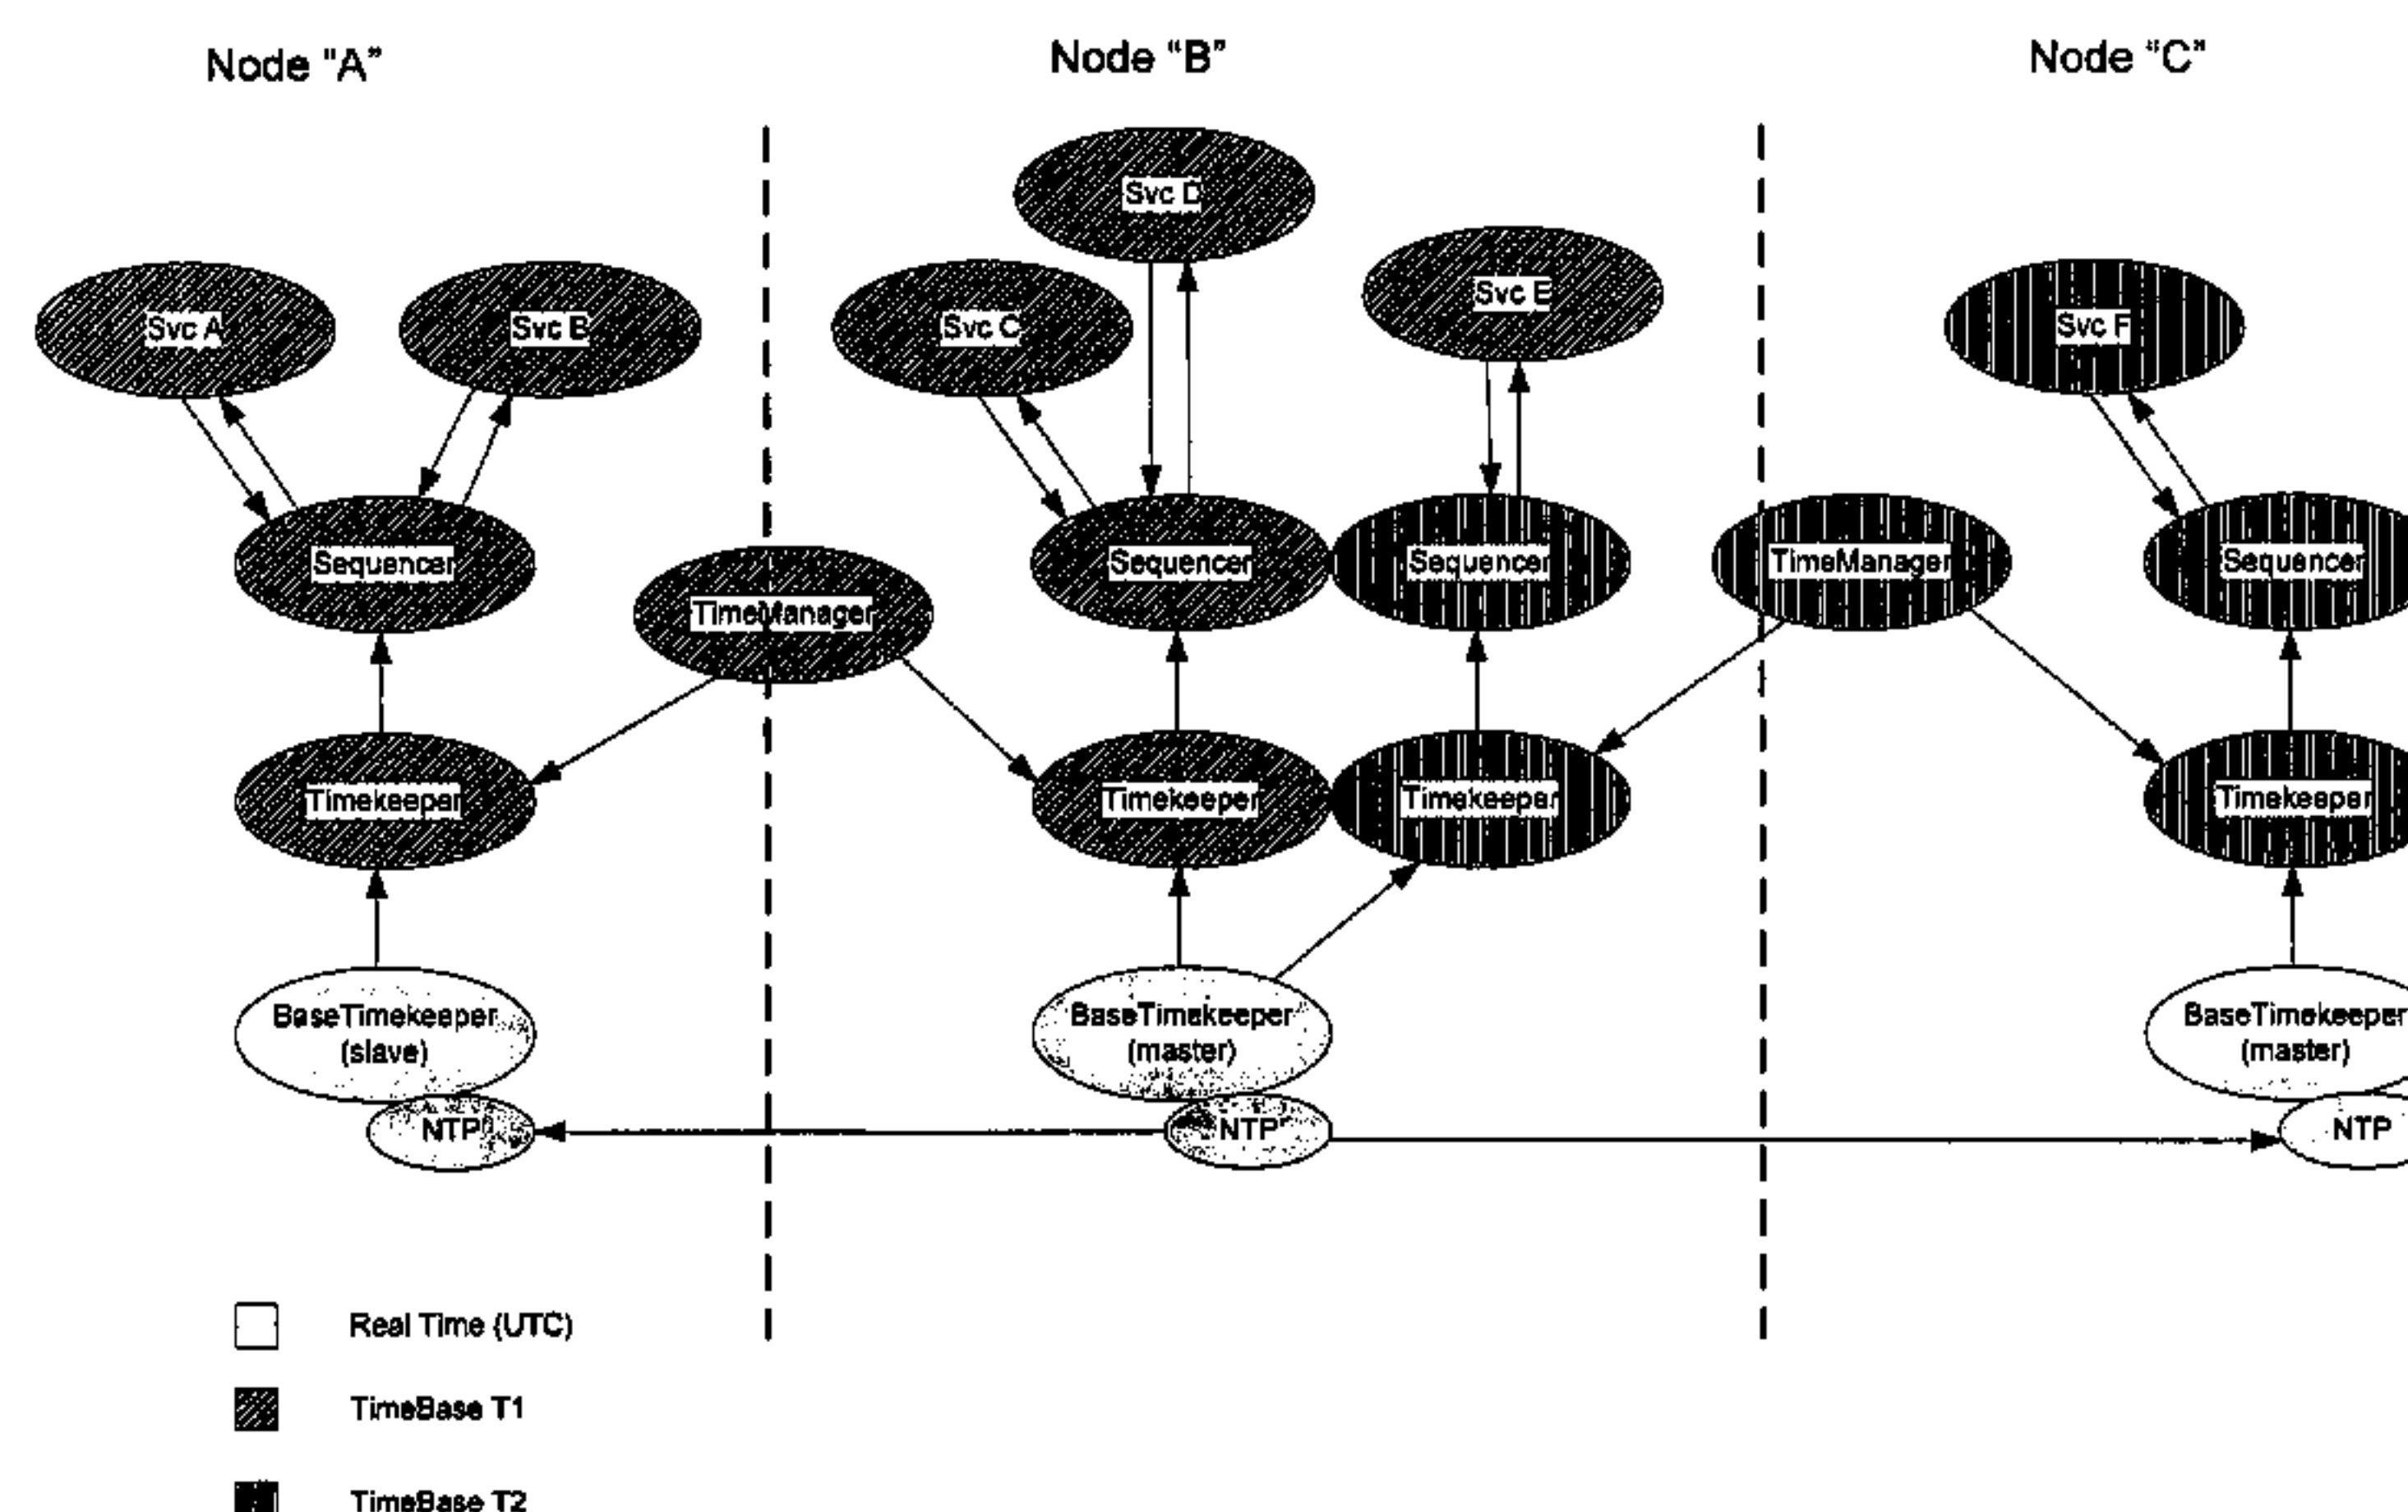 Node "A"
Node “B”
Node “C”
Svc D
Svc E
Svc A
Svc B
Svc C
Svc F
Sequencer
Sequencer
Sequencer
TimeManager
Sequencer
TimeManager
Timekeeper
Timekeeper
Timekeeper
Timekeeper
BaseTimekeeper
(slave)
BaseTimekeeper
(master)
BaseTimekeeper
(master)
NTP
NTP
NTP
Real Time (UTC)
TimeBase T1
TimeBase T2